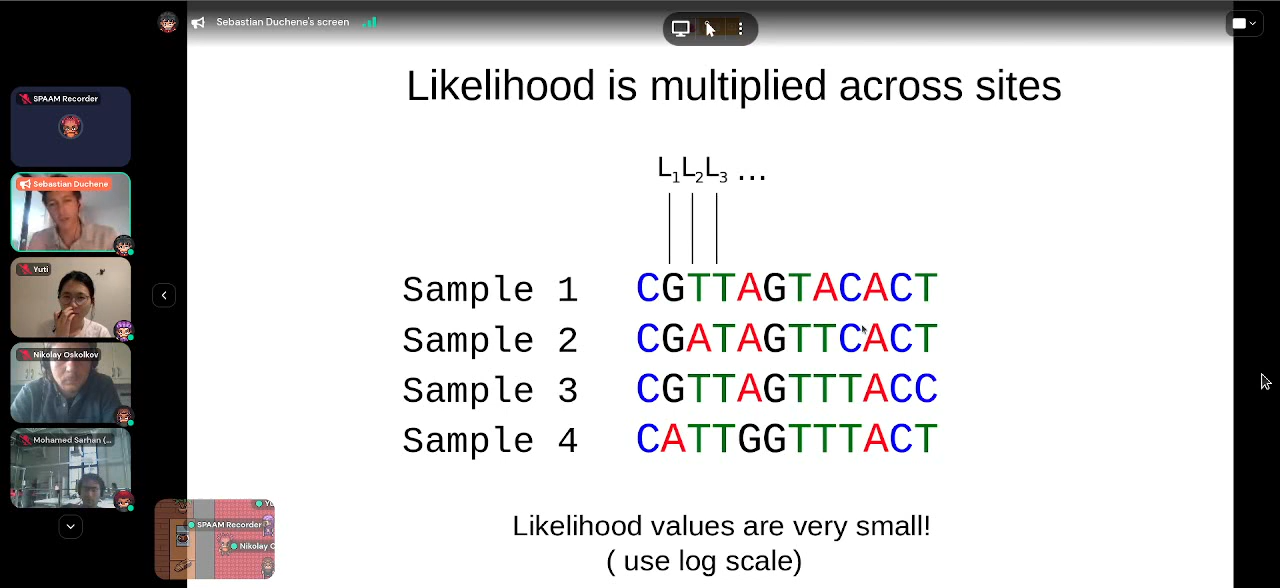 Sebastian Duchene's screen
SPAAM Recorder
Sebastian Duchene
Yuti
Nikolay Oskolkov
Mohamed Sarhan (...
Likelihood is multiplied across sites
L1L2L3 ...
Sample 1 CGTTAGTACACT
Sample 2 CGATAGTTCACT
Sample 3 CGTTAGTTTACC
Sample 4 CATTGGTTTACT
Likelihood values are very small!
( use log scale)
SPAAM Recorder
Nikolay O